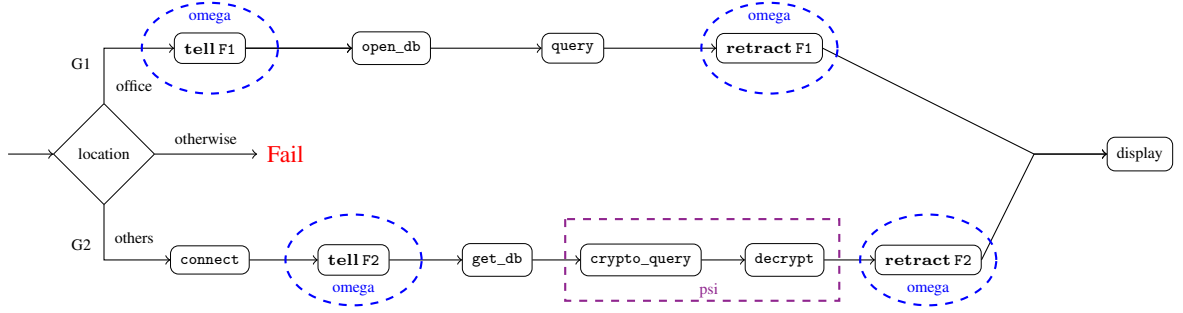 omega
omega
tell F1
open_db
query
retract F1
G1
office
location
otherwise
Fail
display
G2
others
connect
tell F2
get_db
crypto_query
decrypt
retract F2
omega
psi
omega